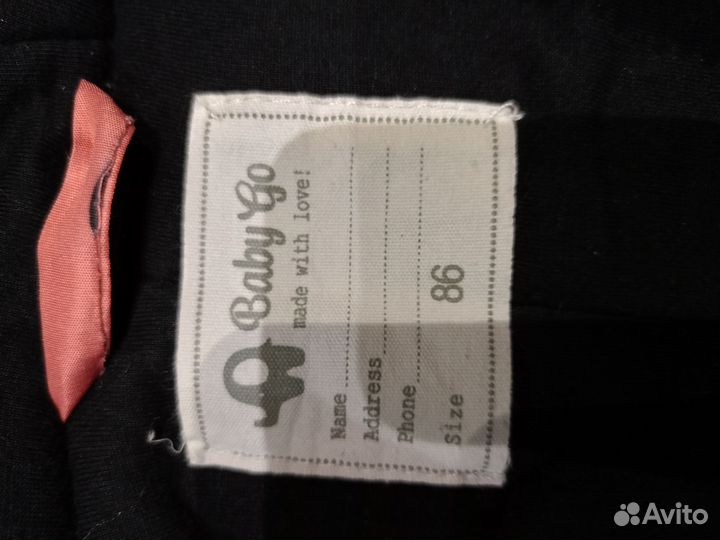 Baby Go
made with love!
Name
Address
Phone
Size 86
Avito